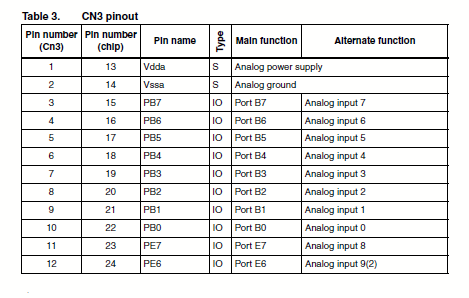 Table 3. CN3 pinout
Pin number (Cn3) Pin number (chip) Pin name Type Main function Alternate function
1 13 Vdda S Analog power supply
2 14 Vssa S Analog ground
3 15 PB7 IO Port B7 Analog input 7
4 16 PB6 IO Port B6 Analog input 6
5 17 PB5 IO Port B5 Analog input 5
6 18 PB4 IO Port B4 Analog input 4
7 19 PB3 IO Port B3 Analog input 3
8 20 PB2 IO Port B2 Analog input 2
9 21 PB1 IO Port B1 Analog input 1
10 22 PB0 IO Port B0 Analog input 0
11 23 PE7 IO Port E7 Analog input 8
12 24 PE6 IO Port E6 Analog input 9(2)